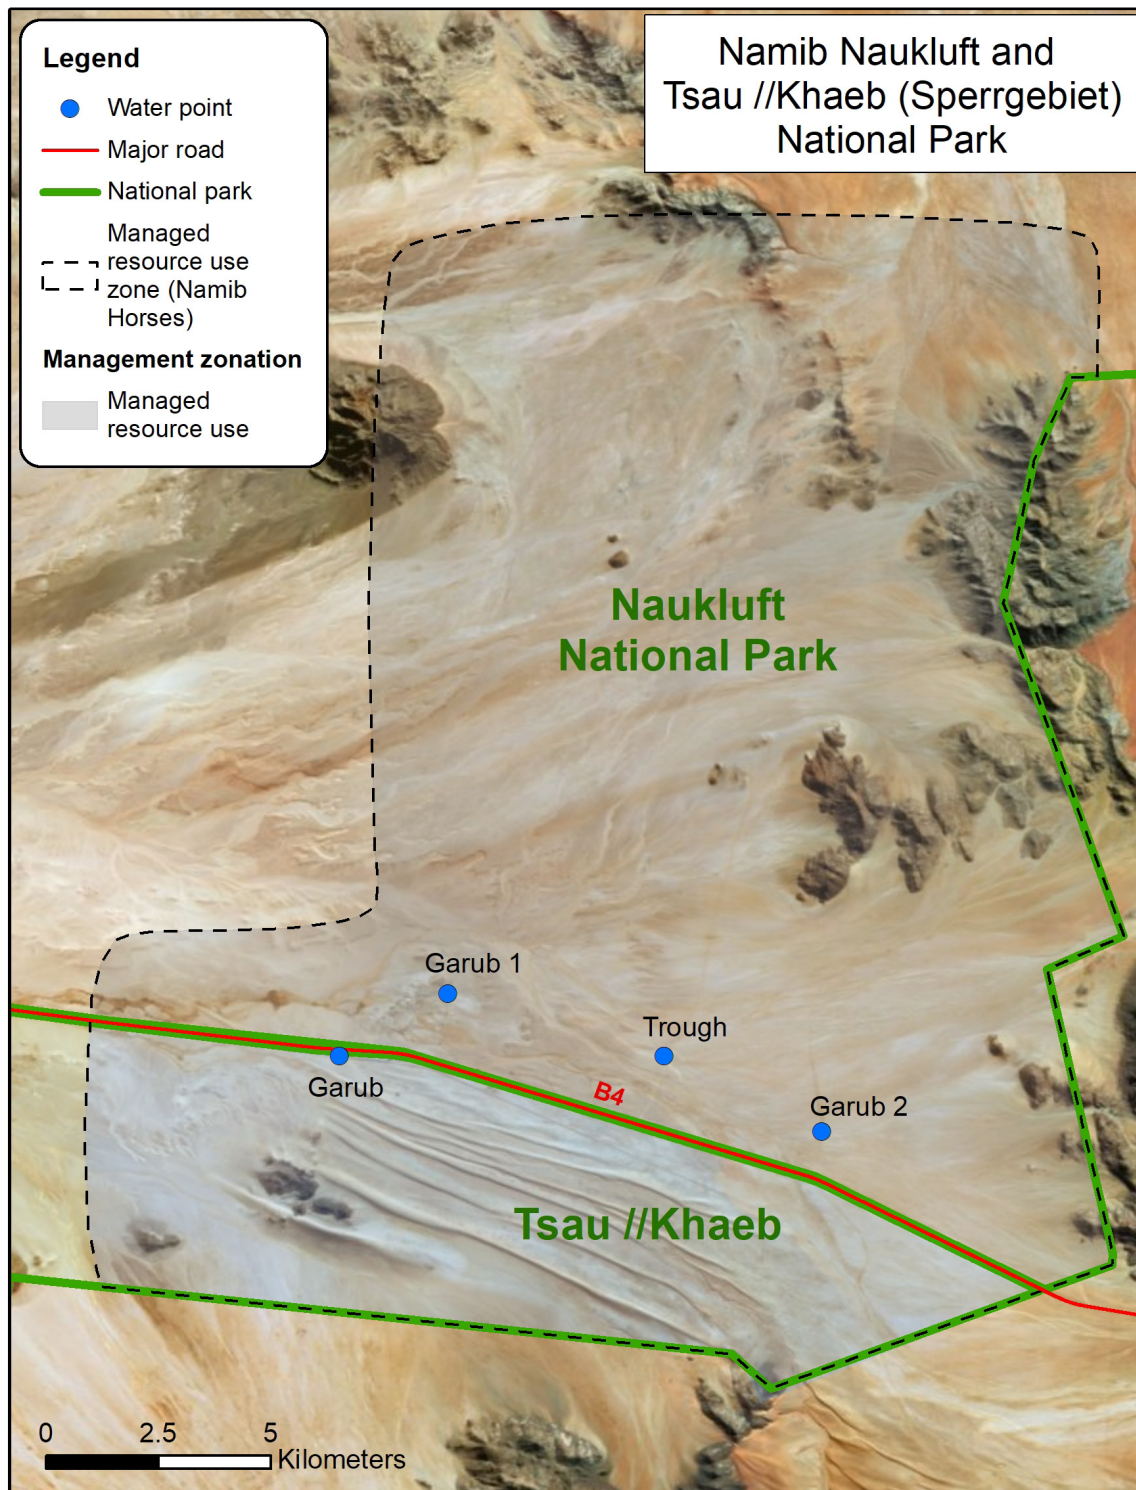 Namib Naukluft and
Tsau //Khaeb (Sperrgebiet)
National Park
Legend
Water point
Major road
National park
Managed
resource use
zone (Namib
Horses)
Management zonation
Managed
resource use
Naukluft
National Park
Garub 1
Trough
Garub
B4
Garub 2
Tsau //Khaeb
0 2.5 5
Kilometers